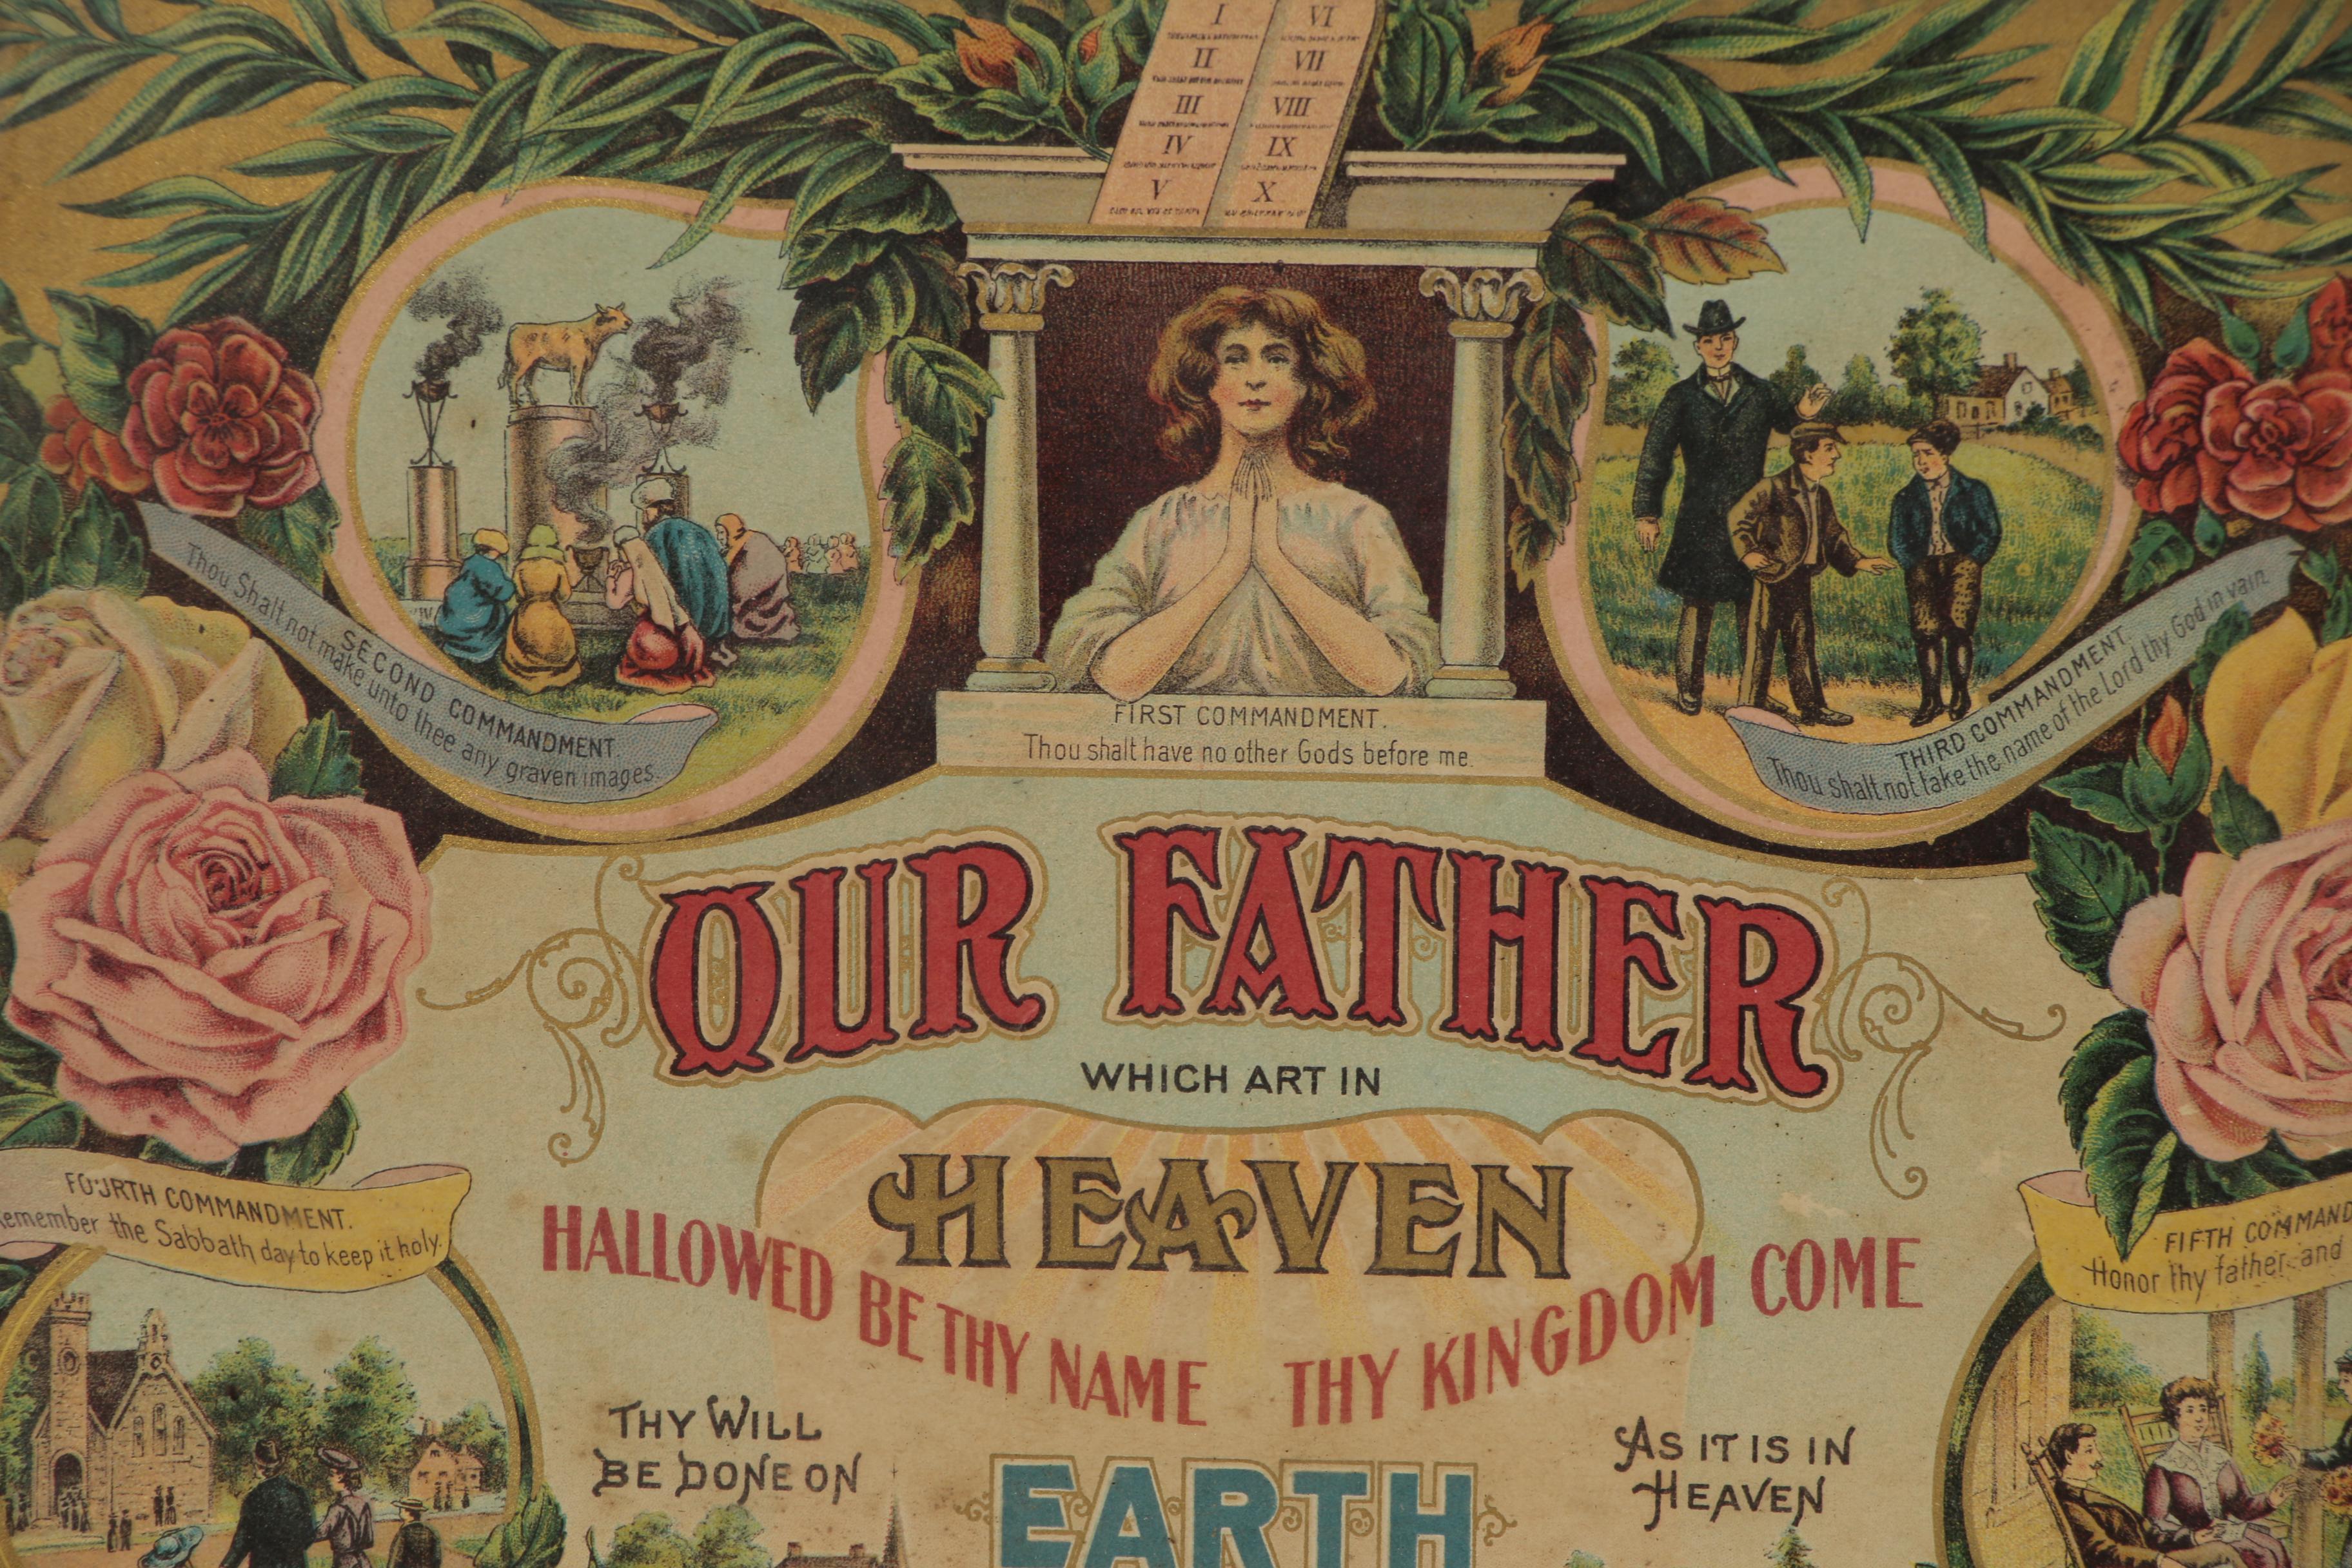 I VI
II VII
III VIII
IV IX
V X
SECOND COMMANDMENT.
Thou Shalt not make unto thee any graven images.
FIRST COMMANDMENT.
Thou shalt have no other Gods before me.
THIRD COMMANDMENT.
Thou shalt not take the name of the Lord thy God in vain
OUR FATHER
WHICH ART IN
HEAVEN
HALLOWED BE THY NAME THY KINGDOM COME
FOURTH COMMANDMENT.
emember the Sabbath day to keep it holy.
FIFTH COMMAND
Honor thy father and
THY WILL
BE DONE ON
EARTH
AS IT IS IN
HEAVEN